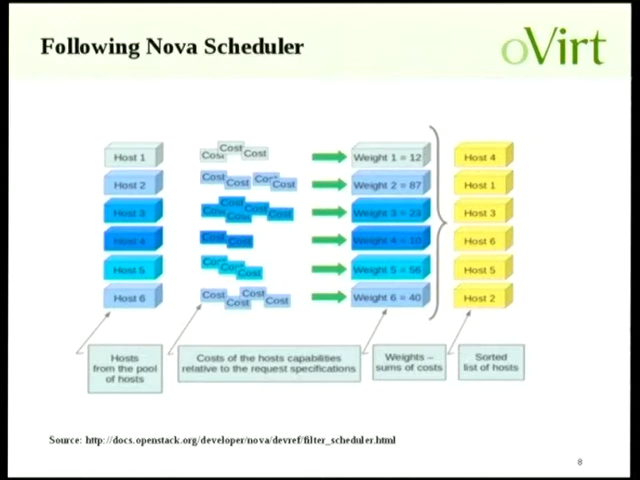 Following Nova Scheduler
oVirt
Host 1
Cost Cost Cost
Weight 1 = 12
Host 4
Host 2
Cost Cost Cost Cost
Weight 2 = 87
Host 1
Host 3
Cost Cost Cost Cost Cost
Weight 3 = 23
Host 3
Host 4
Cost Cost
Weight 4 = 10
Host 6
Host 5
Cost Cost Cost
Weight 5 = 56
Host 5
Host 6
Cost Cost Cost Cost
Weight 6 = 40
Host 2
Hosts
from the pool
of hosts
Costs of the hosts capabilities
relative to the request specifications
Weights –
sums of costs
Sorted
list of hosts
Source: http://docs.openstack.org/developer/nova/devref/filter_scheduler.html
8